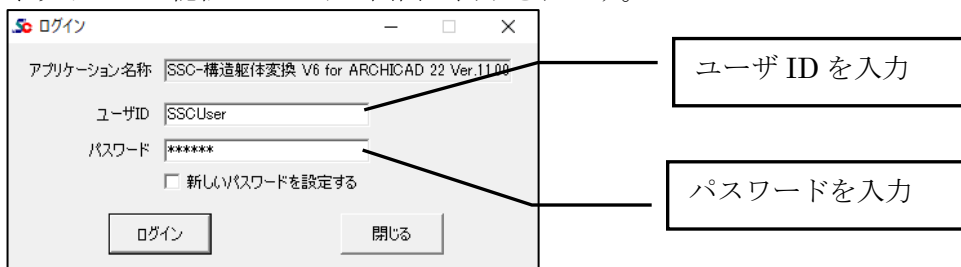 Sc ログイン
アプリケーション名称 SSC-構造躯体変換 V6 for ARCHICAD 22 Ver.11.00
ユーザID を入力
ユーザID SSCUser
パスワード ******
新しいパスワードを設定する
パスワードを入力
ログイン 閉じる